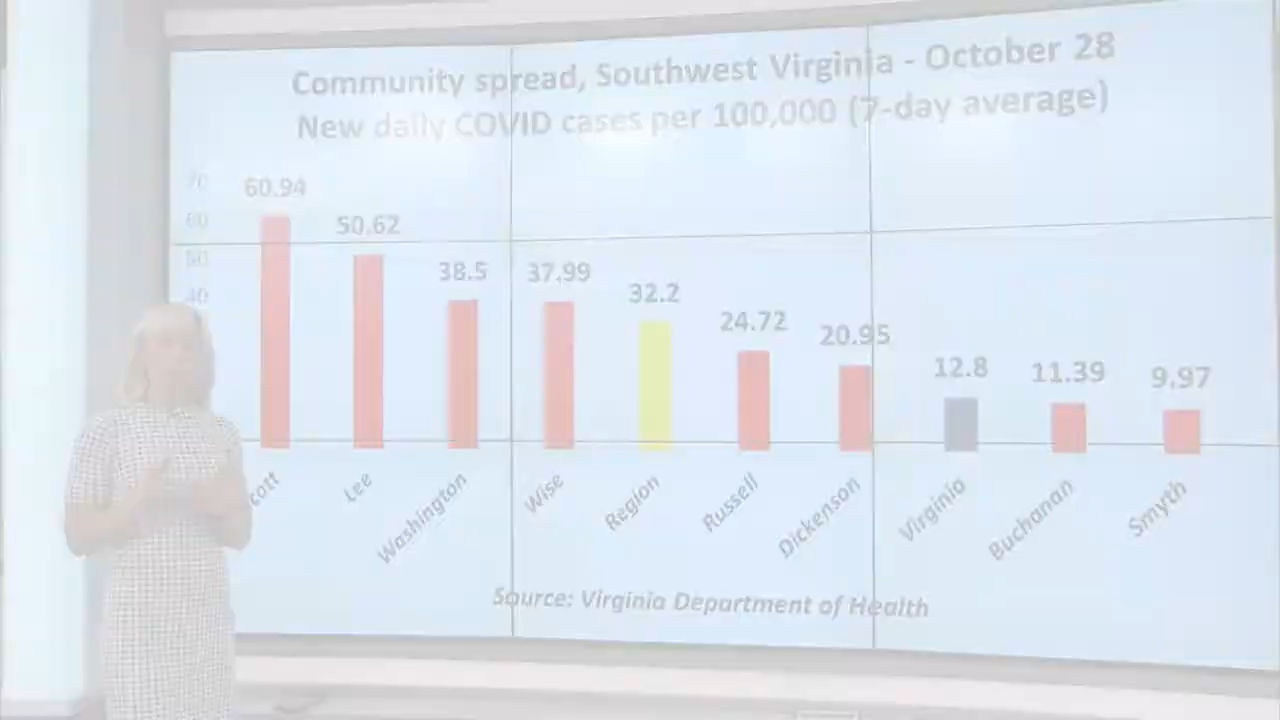 Community spread, Southwest Virginia - October 28
New daily COVID cases per 100,000 (7-day average)
70
60
50
40
60.94
50.62
38.5
37.99
32.2
24.72
20.95
12.8
11.39
9.97
cott
Lee
Washington
Wise
Region
Russell
Dickenson
Virginia
Buchanan
Smyth
Source: Virginia Department of Health